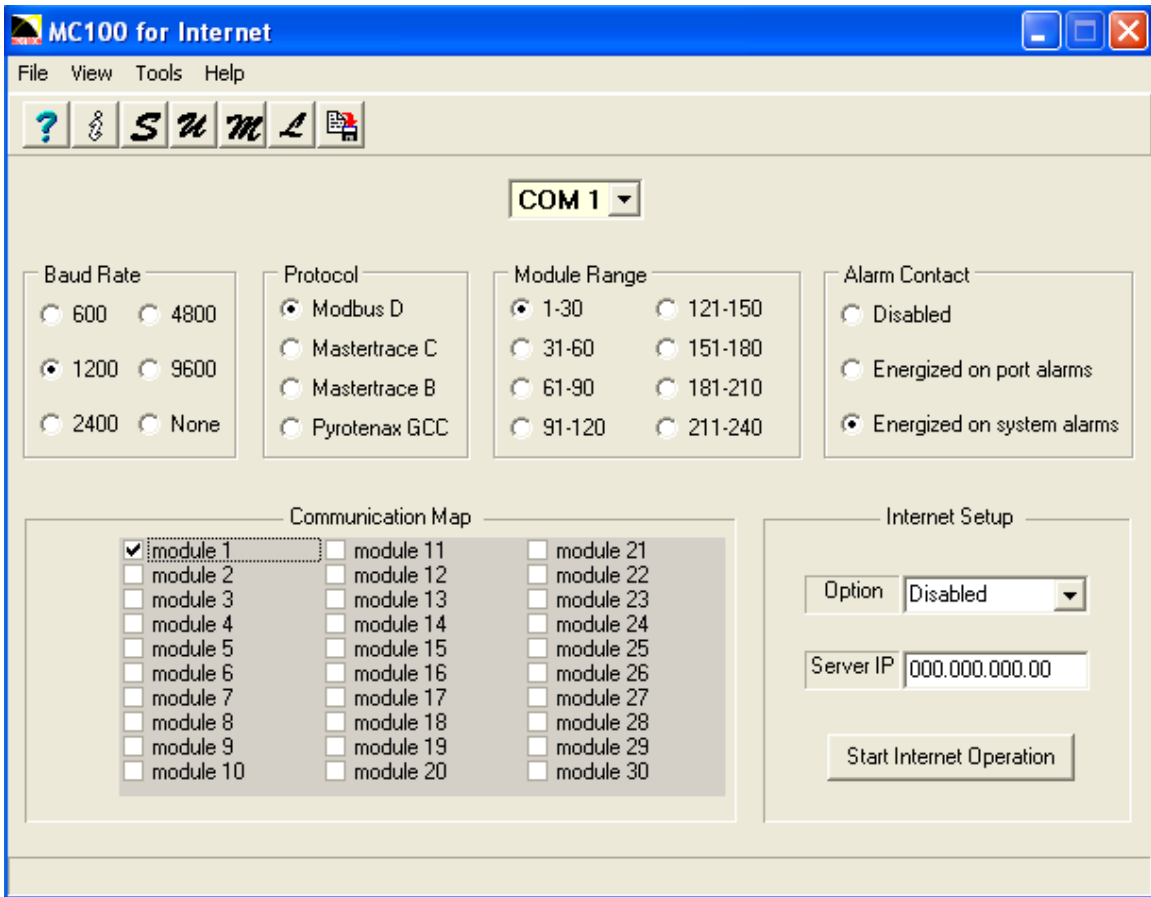 MC100 for Internet
File View Tools Help
? i S U M L
COM 1
Baud Rate
600 4800
1200 9600
2400 None
Protocol
Modbus D
Mastertrace C
Mastertrace B
Pyrotenax GCC
Module Range
1-30 121-150
31-60 151-180
61-90 181-210
91-120 211-240
Alarm Contact
Disabled
Energized on port alarms
Energized on system alarms
Communication Map
module 1 module 11 module 21
module 2 module 12 module 22
module 3 module 13 module 23
module 4 module 14 module 24
module 5 module 15 module 25
module 6 module 16 module 26
module 7 module 17 module 27
module 8 module 18 module 28
module 9 module 19 module 29
module 10 module 20 module 30
Internet Setup
Option Disabled
Server IP 000.000.000.00
Start Internet Operation